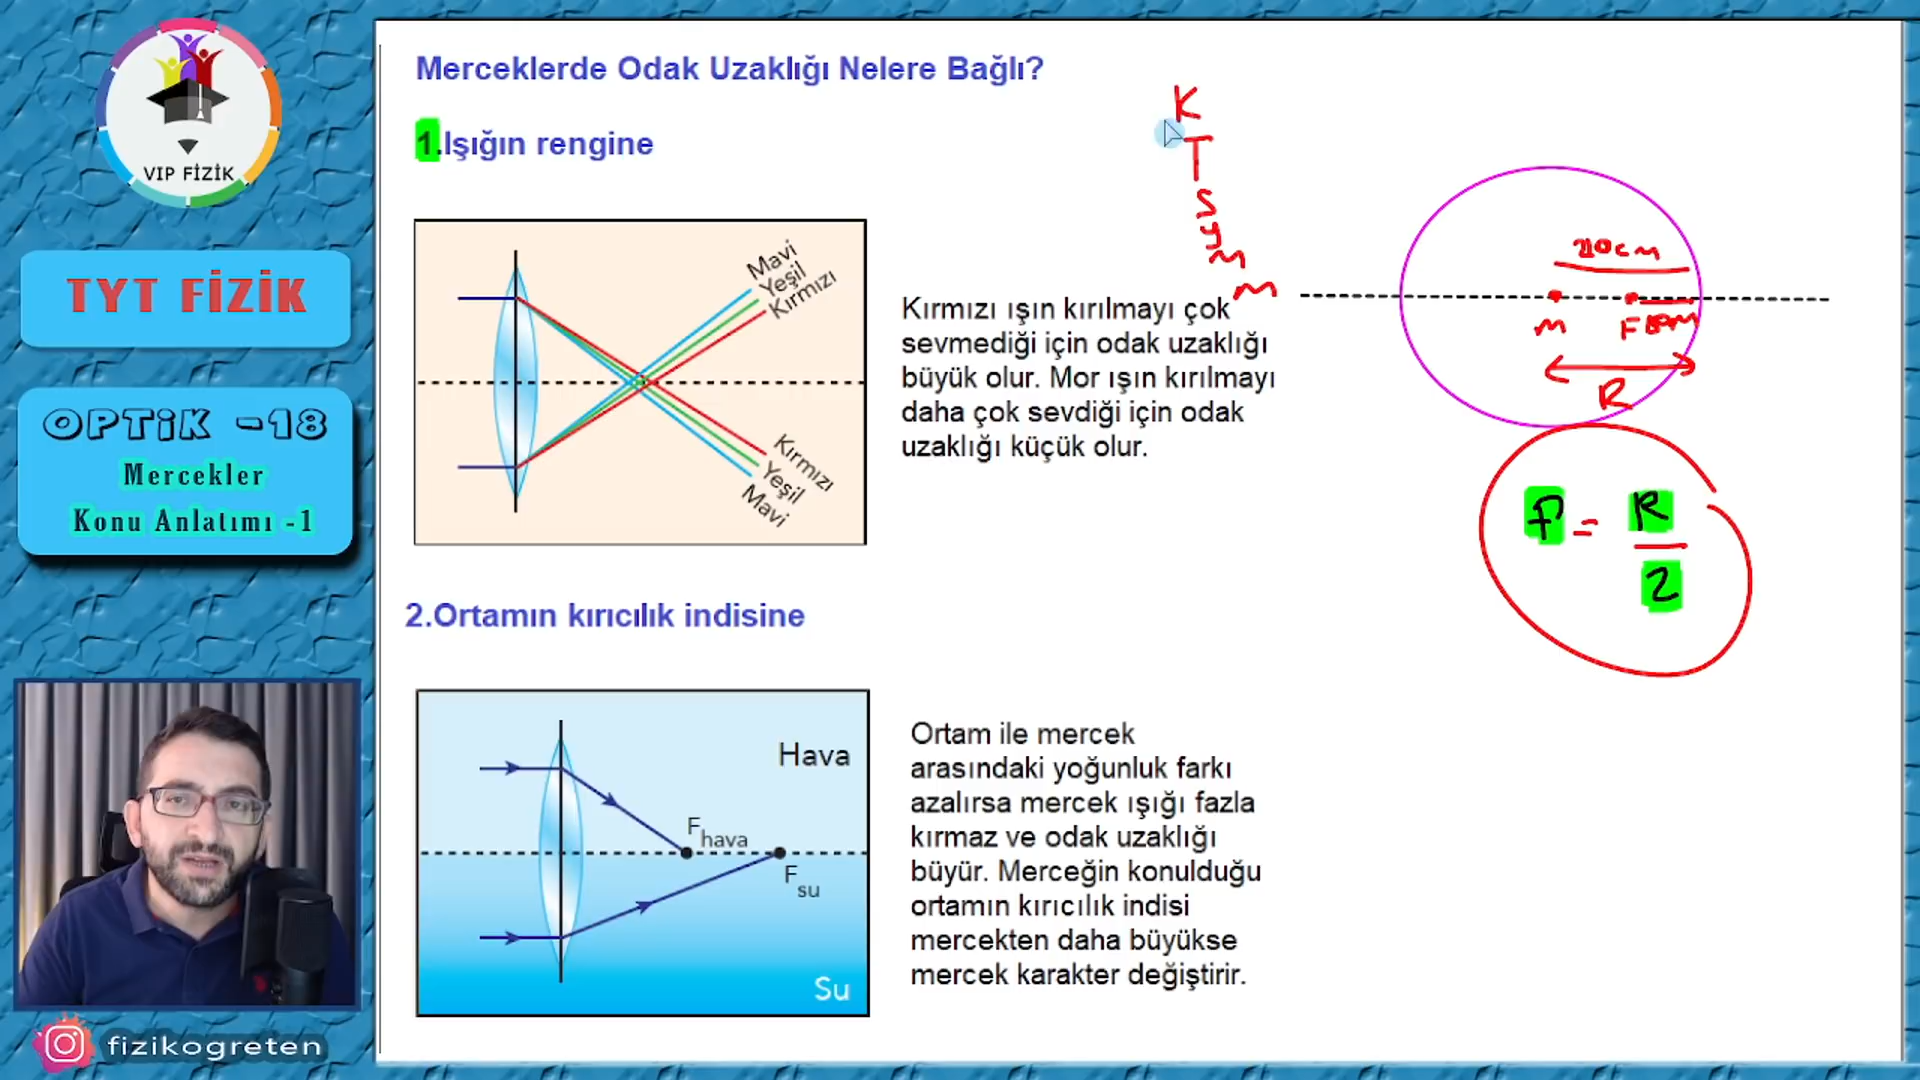 VIP FİZİK
TYT FİZİK
OPTİK -18
Mercekler
Konu Anlatımı -1
fizikogreten
Merceklerde Odak Uzaklığı Nelere Bağlı?
1.Işığın rengine
Mavi
Yeşil
Kırmızı
Kırmızı
Yeşil
Mavi
Kırmızı ışın kırılmayı çok
sevmediği için odak uzaklığı
büyük olur. Mor ışın kırılmayı
daha çok sevdiği için odak
uzaklığı küçük olur.
K
T
S
Y
M
M
cm
M
F
R
F = R
2
2.Ortamın kırıcılık indisine
Hava
F hava
F su
Su
Ortam ile mercek
arasındaki yoğunluk farkı
azalırsa mercek ışığı fazla
kırmaz ve odak uzaklığı
büyür. Merceğin konulduğu
ortamın kırıcılık indisi
mercekten daha büyükse
mercek karakter değiştirir.